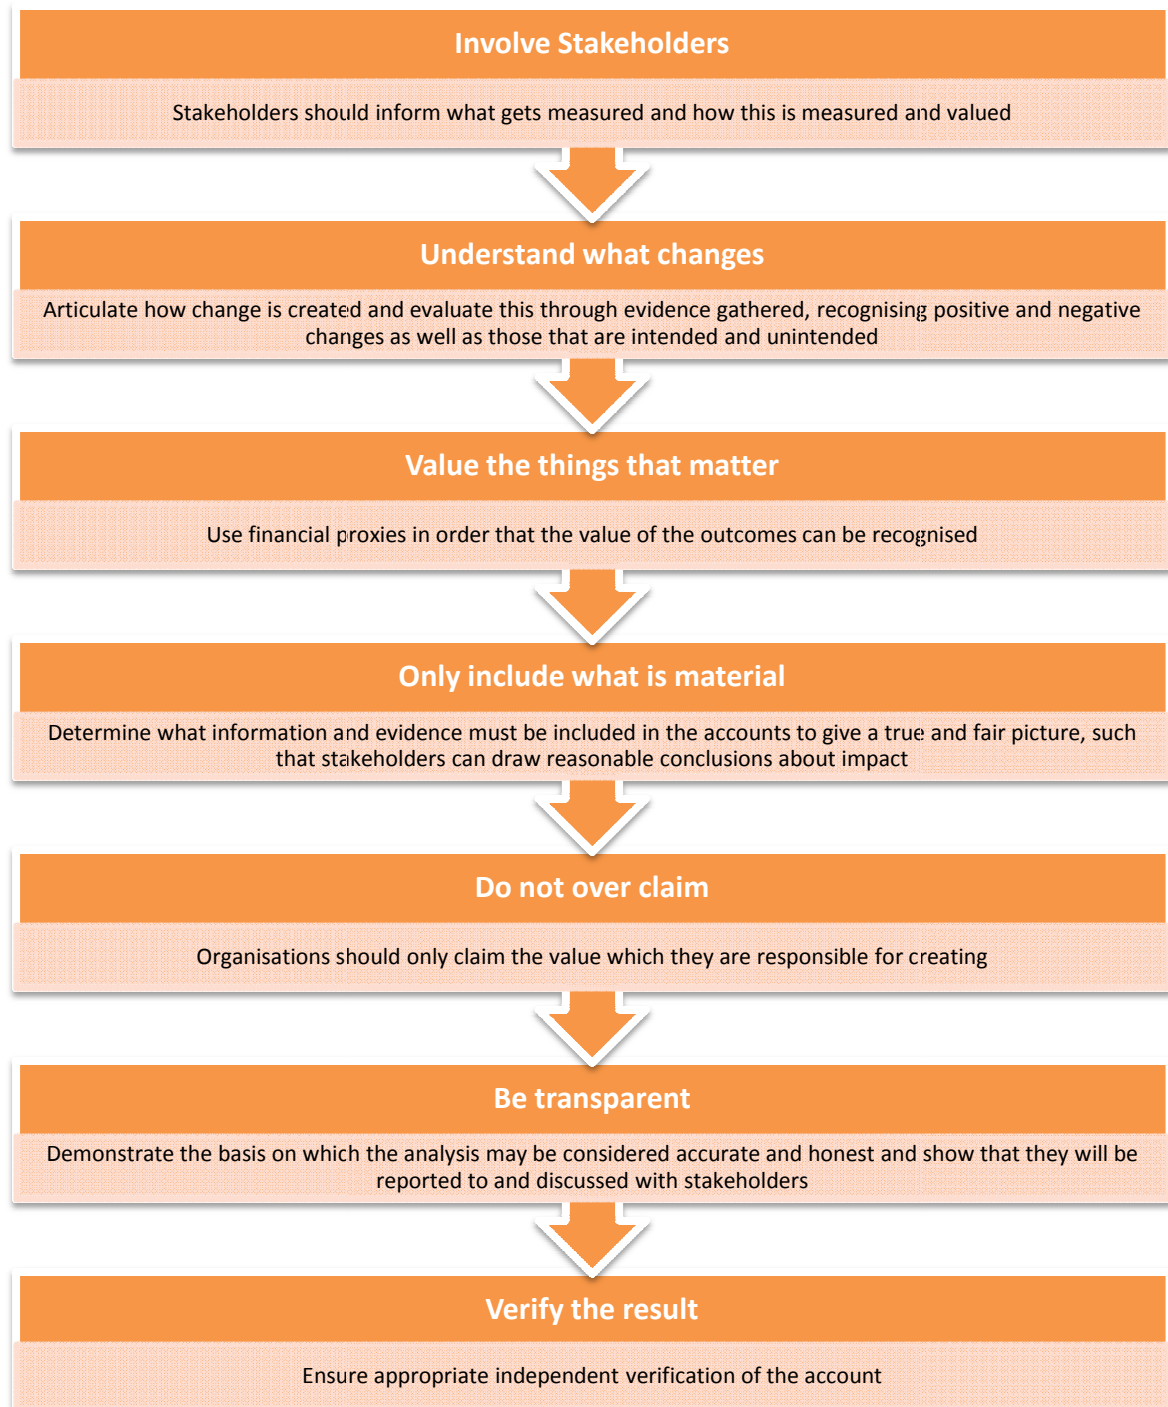 Involve Stakeholders
Stakeholders should inform what gets measured and how this is measured and valued
Understand what changes
Articulate how change is created and evaluate this through evidence gathered, recognising positive and negative
changes as well as those that are intended and unintended
Value the things that matter
Use financial proxies in order that the value of the outcomes can be recognised
Only include what is material
Determine what information and evidence must be included in the accounts to give a true and fair picture, such
that stakeholders can draw reasonable conclusions about impact
Do not over claim
Organisations should only claim the value which they are responsible for creating
Be transparent
Demonstrate the basis on which the analysis may be considered accurate and honest and show that they will be
reported to and discussed with stakeholders
Verify the result
Ensure appropriate independent verification of the account